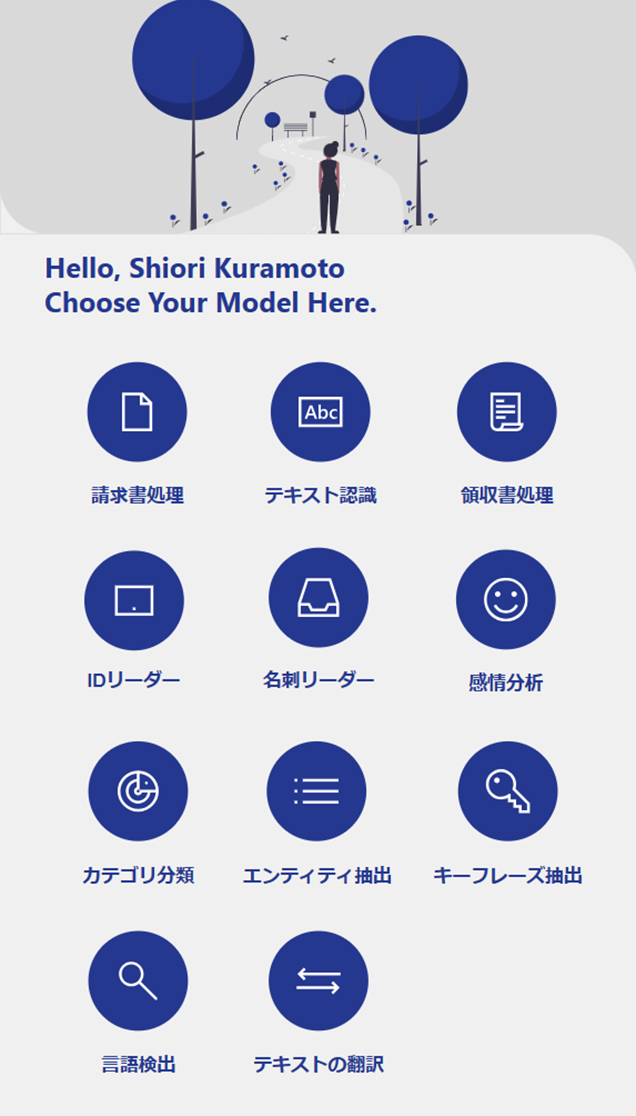 Hello, Shiori Kuramoto
Choose Your Model Here.
Abc
請求書処理
テキスト認識
領収書処理
IDリーダー
名刺リーダー
感情分析
カテゴリ分類
エンティティ抽出
キーフレーズ抽出
言語検出
テキストの翻訳